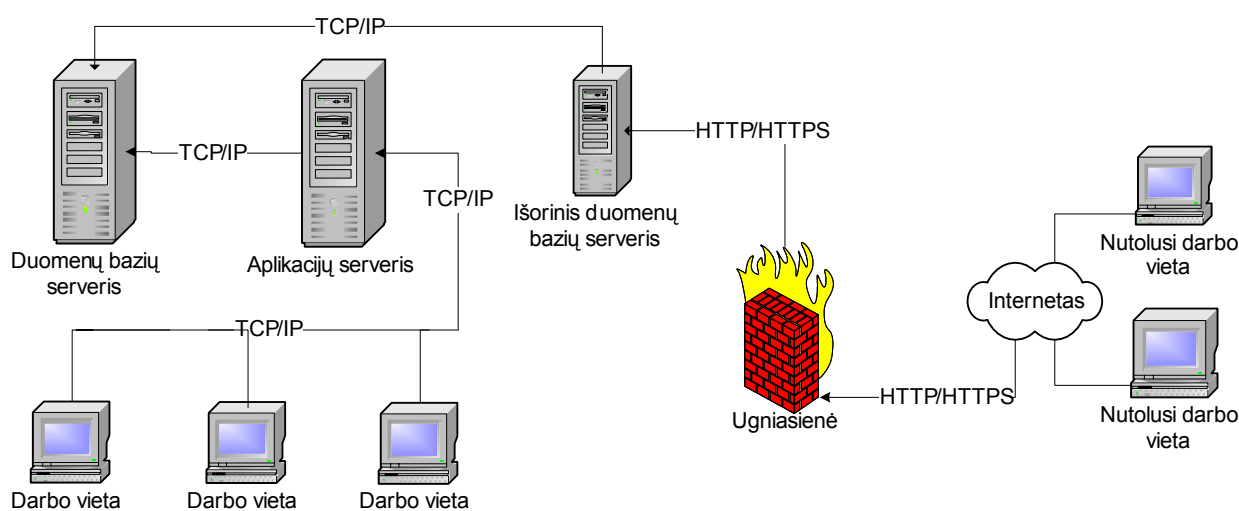 TCP/IP
TCP/IP
TCP/IP
HTTP/HTTPS
Duomenų bazių
serveris
Aplikacijų serveris
Išorinis duomenų
bazių serveris
Nutolusi darbo
vieta
Internetas
TCP/IP
Ugniasienė
HTTP/HTTPS
Nutolusi darbo
vieta
Darbo vieta
Darbo vieta
Darbo vieta